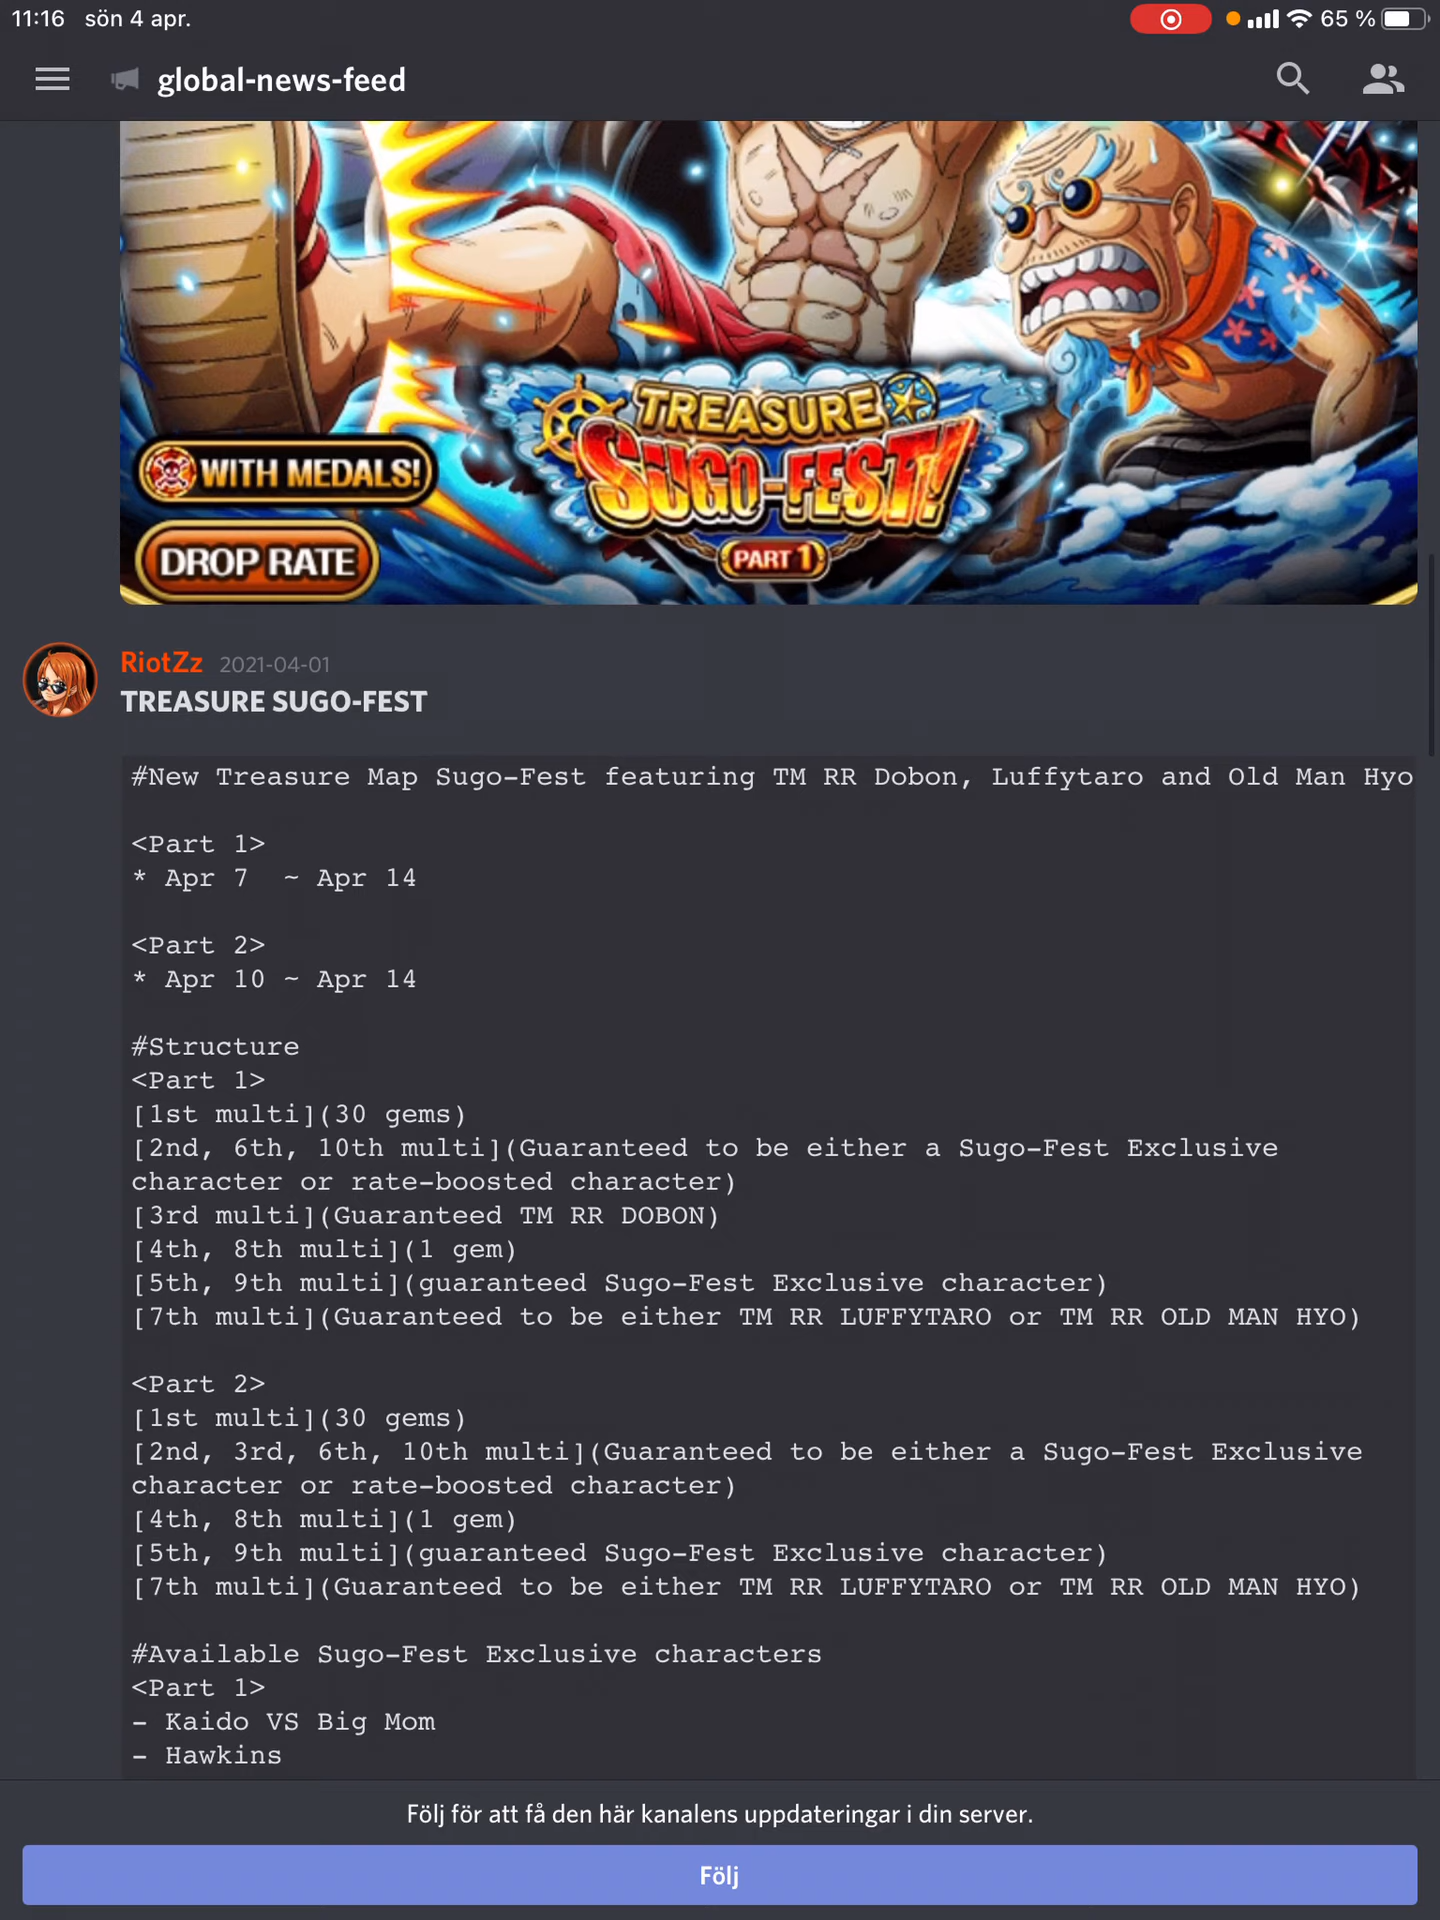 11:16 sön 4 apr.
65 %
global-news-feed
TREASURE
SUGO-FEST!
PART 1
WITH MEDALS!
DROP RATE
RiotZz 2021-04-01
TREASURE SUGO-FEST
#New Treasure Map Sugo-Fest featuring TM RR Dobon, Luffytaro and Old Man Hyo
<Part 1>
* Apr 7  ~ Apr 14
<Part 2>
* Apr 10 ~ Apr 14
#Structure
<Part 1>
[1st multi](30 gems)
[2nd, 6th, 10th multi](Guaranteed to be either a Sugo-Fest Exclusive
character or rate-boosted character)
[3rd multi](Guaranteed TM RR DOBON)
[4th, 8th multi](1 gem)
[5th, 9th multi](guaranteed Sugo-Fest Exclusive character)
[7th multi](Guaranteed to be either TM RR LUFFYTARO or TM RR OLD MAN HYO)
<Part 2>
[1st multi](30 gems)
[2nd, 3rd, 6th, 10th multi](Guaranteed to be either a Sugo-Fest Exclusive
character or rate-boosted character)
[4th, 8th multi](1 gem)
[5th, 9th multi](guaranteed Sugo-Fest Exclusive character)
[7th multi](Guaranteed to be either TM RR LUFFYTARO or TM RR OLD MAN HYO)
#Available Sugo-Fest Exclusive characters
<Part 1>
- Kaido VS Big Mom
- Hawkins
Följ för att få den här kanalens uppdateringar i din server.
Följ